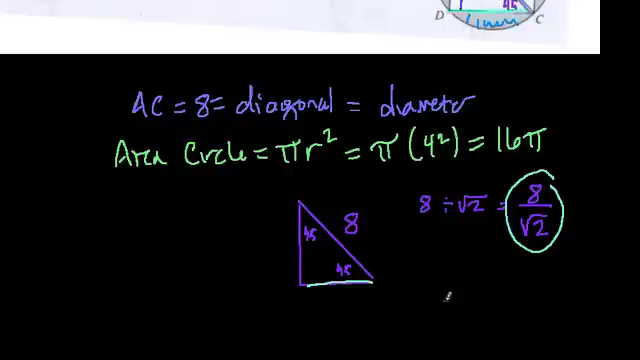 45
D C
AC = 8 = diagonal = diameter
Area Circle = πr² = π(4²) = 16π
8 ÷ √2 = 8/√2
45 8
45